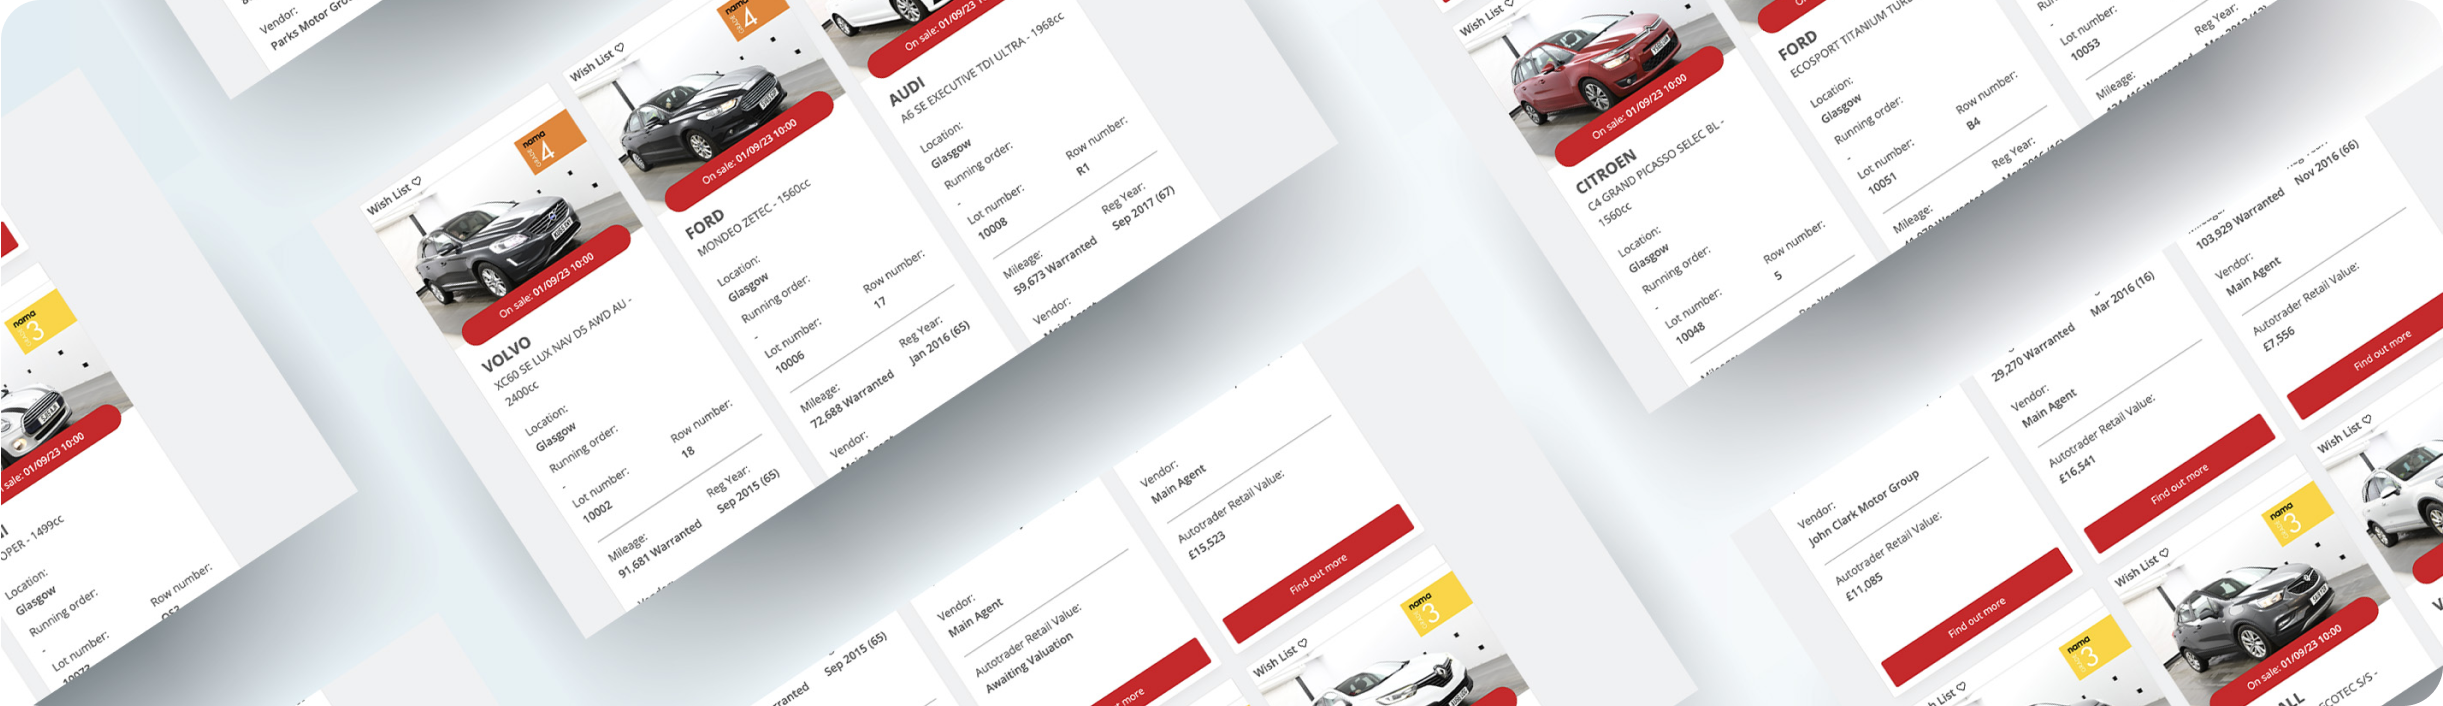 Vendor:
Wish List
nama
GRADE
4
On sale: 01/09/23 10:00
VOLVO
XC60 SE LUX NAV D5 AWD AU -
2400cc
Location:
Glasgow
Running order:
-
Lot number:
10002
Row number:
18
Mileage:
91,681 Warranted
Reg Year:
Sep 2015 (65)
Wish List
nama
GRADE
4
On sale: 01/09/23 10:00
FORD
MONDEO ZETEC - 1560cc
Location:
Glasgow
Running order:
-
Lot number:
10006
Row number:
17
Mileage:
72,688 Warranted
Reg Year:
Jan 2016 (65)
Vendor:
On sale: 01/09/23
AUDI
A6 SE EXECUTIVE TDI ULTRA - 1968cc
Location:
Glasgow
Running order:
-
Lot number:
10008
Row number:
R1
Mileage:
59,673 Warranted
Reg Year:
Sep 2017 (67)
Vendor:
nama
3
sale: 01/09/23 10:00
OPER - 1499cc
Location:
Glasgow
Running order:
-
Lot number:
Row number:
Wish List
On sale: 01/09/23 10:00
CITROEN
C4 GRAND PICASSO SELEC BL -
1560cc
Location:
Glasgow
Running order:
-
Lot number:
10048
Row number:
5
FORD
ECOSPORT TITANIUM
Location:
Glasgow
Running order:
-
Lot number:
10051
Row number:
B4
Mileage:
Reg Year:
Lot number:
10053
Reg Year:
Mileage:
Sep 2015 (65)
Vendor:
Main Agent
Autotrader Retail Value:
Awaiting Valuation
more
Vendor:
Main Agent
Autotrader Retail Value:
£15,523
Find out more
Wish List
nama
GRADE
3
Vendor:
John Clark Motor Group
Autotrader Retail Value:
£11,085
Find out more
29,270 Warranted
Mar 2016 (16)
Vendor:
Main Agent
Autotrader Retail Value:
£16,541
Find out more
103,929 Warranted
Nov 2016 (66)
Vendor:
Main Agent
Autotrader Retail Value:
£7,556
Find out more
Wish List
nama
GRADE
3
Wish List
nama
GRADE
3
On sale: 01/09/23 10:00
ECOTEC S/S -
Wish List